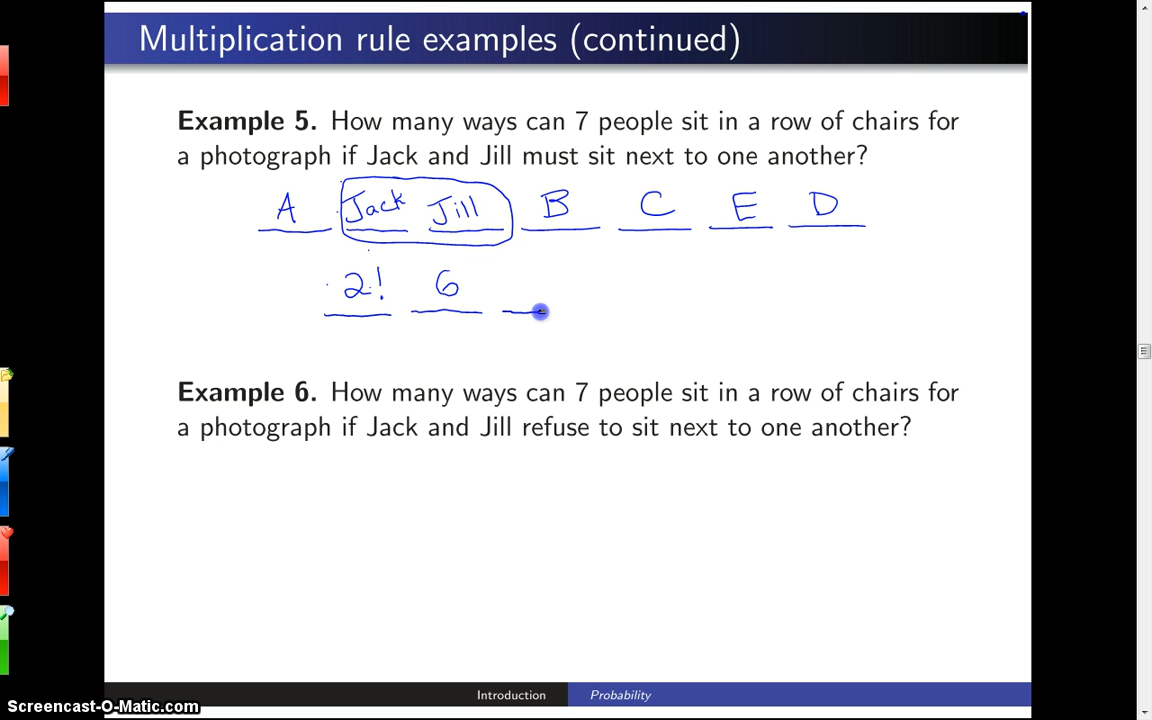 Multiplication rule examples (continued)
Example 5. How many ways can 7 people sit in a row of chairs for
a photograph if Jack and Jill must sit next to one another?
A Jack Jill B C E D
2! 6
Example 6. How many ways can 7 people sit in a row of chairs for
a photograph if Jack and Jill refuse to sit next to one another?
Introduction Probability
Screencast-O-Matic.com